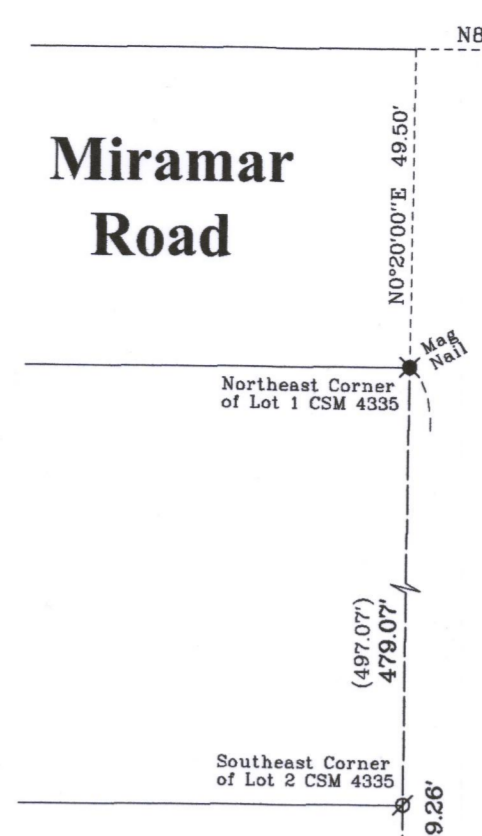 N8
Miramar
Road
N0°20'00"E 49.50'
Mag
Nail
Northeast Corner
of Lot 1 CSM 4335
(497.07')
479.07'
Southeast Corner
of Lot 2 CSM 4335
9.26'